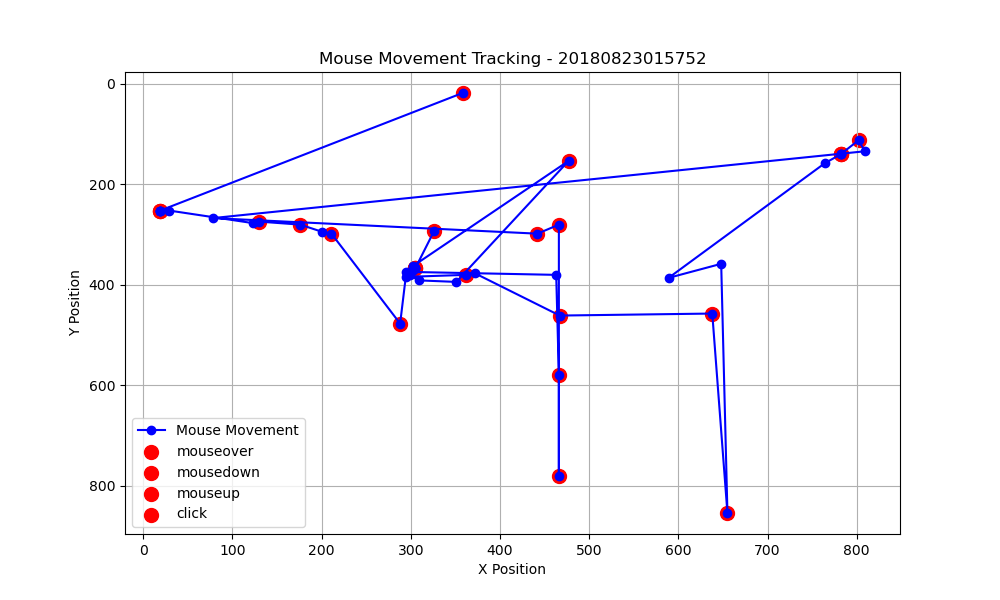 Mouse Movement Tracking - 20180823015752
Y Position
0
200
400
600
800
Mouse Movement
mouseover
mousedown
mouseup
click
0 100 200 300 400 500 600 700 800
X Position